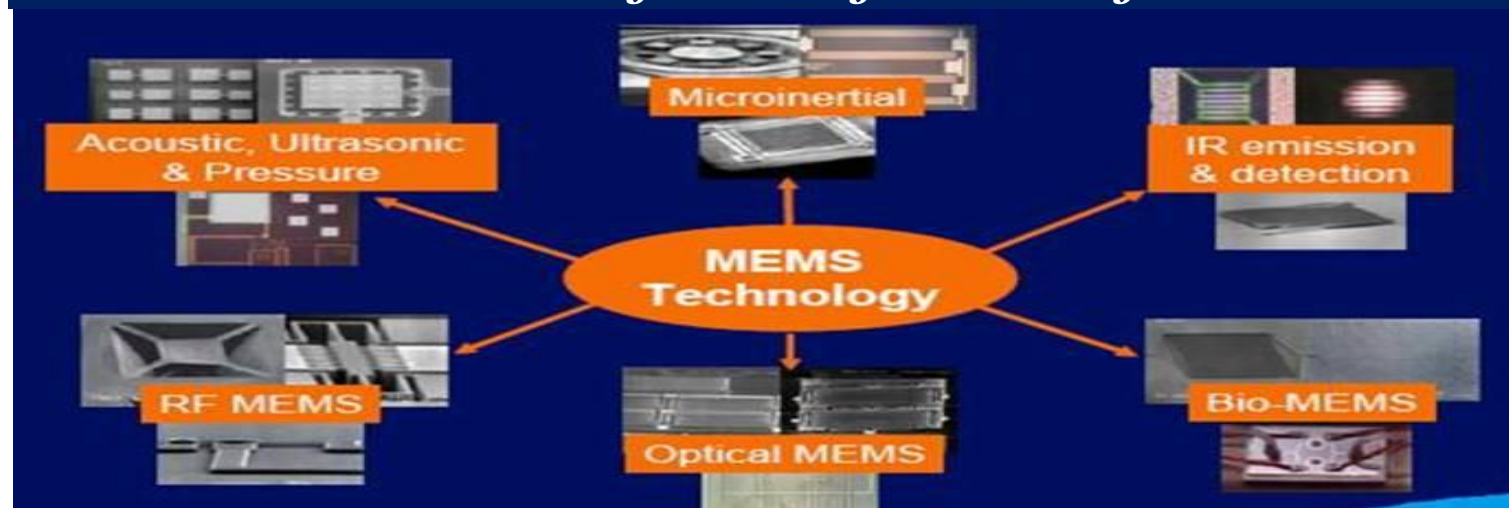 Microinertial
Acoustic, Ultrasonic
& Pressure
IR emission
& detection
MEMS
Technology
RF MEMS
Bio-MEMS
Optical MEMS